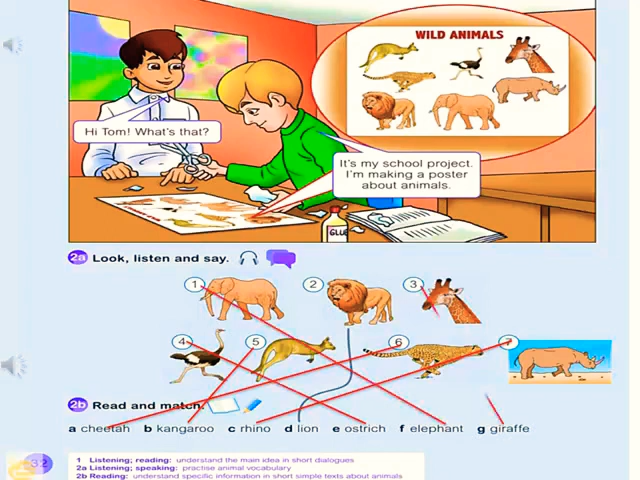 WILD ANIMALS
Hi Tom! What's that?
It's my school project.
I'm making a poster
about animals.
GLUE
2a Look, listen and say.
1
2
3
4
5
6
2b Read and match.
a cheetah b kangaroo c rhino d lion e ostrich f elephant g giraffe
32
1 Listening; reading: understand the main idea in short dialogues
2a Listening; speaking: practise animal vocabulary
2b Reading: understand specific information in short simple texts about animals